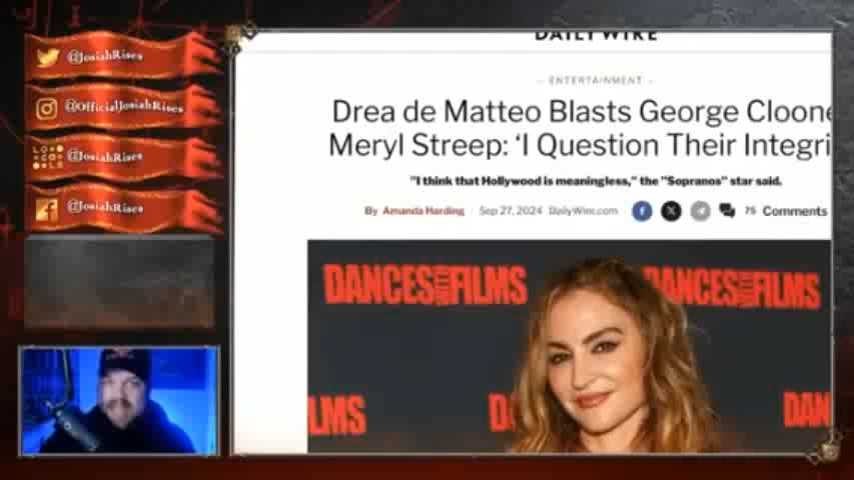 @JosiahRises
@OfficialJosiahRises
@JosiahRises
@JosiahRises
DAILY WIRE
- ENTERTAINMENT -
Drea de Matteo Blasts George Cloone
Meryl Streep: ‘I Question Their Integri
"I think that Hollywood is meaningless," the "Sopranos" star said.
By Amanda Harding Sep 27, 2024 DailyWire.com f X 75 Comments
DANCES WITH FILMS DANCES WITH FILMS
LMS D DAN